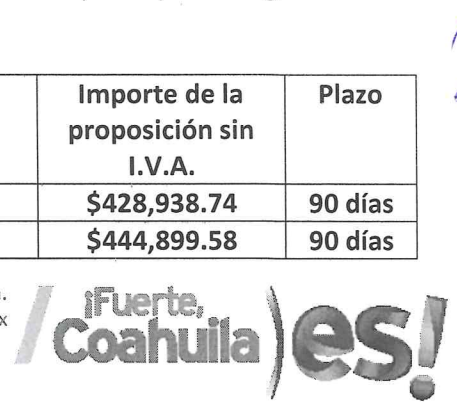 Importe de la Plazo
proposición sin
I.V.A.
$428,938.74 90 días
$444,899.58 90 días
x
¡Fuerte,
Coahuila es!